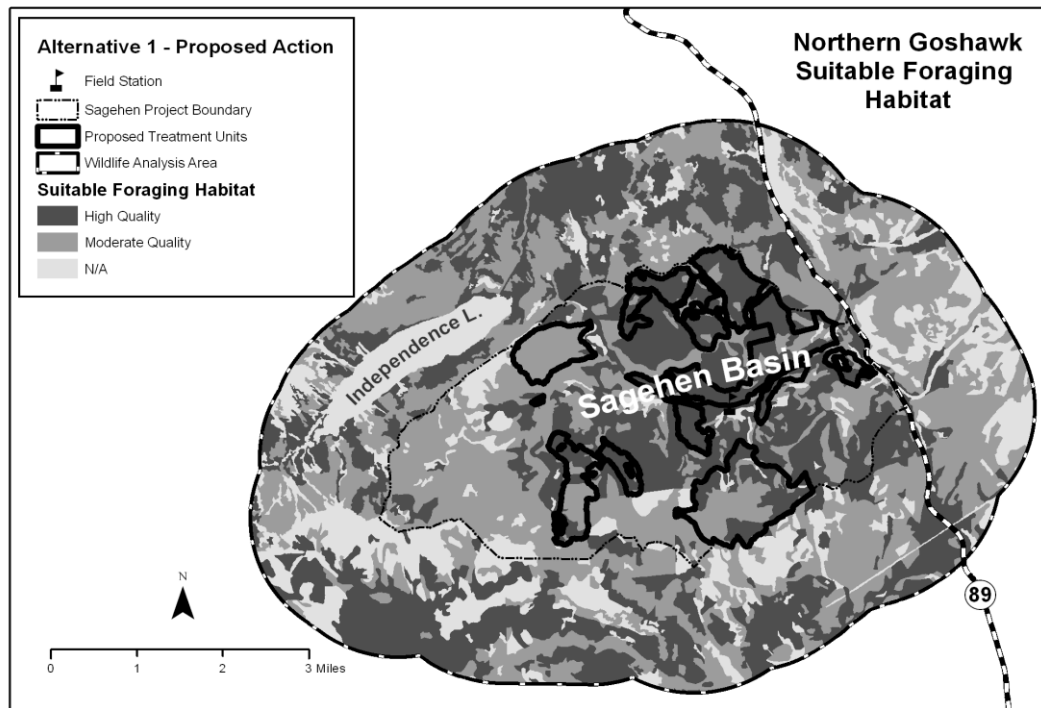 Alternative 1 - Proposed Action
Field Station
Sagehen Project Boundary
Proposed Treatment Units
Wildlife Analysis Area
Suitable Foraging Habitat
High Quality
Moderate Quality
N/A
Northern Goshawk
Suitable Foraging
Habitat
Independence L.
Sagehen Basin
89
N
0 1 2 3 Miles